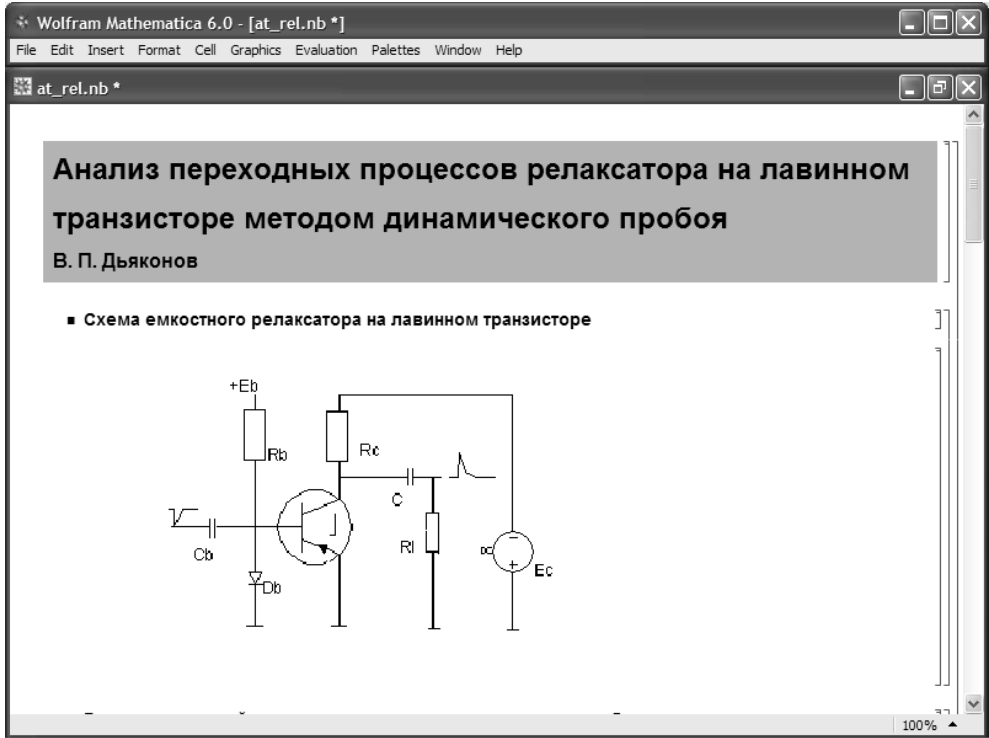 Wolfram Mathematica 6.0 - [at_rel.nb *]
File Edit Insert Format Cell Graphics Evaluation Palettes Window Help
at_rel.nb *
Анализ переходных процессов релаксатора на лавинном
транзисторе методом динамического пробоя
В. П. Дьяконов
Схема емкостного релаксатора на лавинном транзисторе
+Eb
Rb
Rc
C
Cb
Rl
DC
Ec
Db
100%